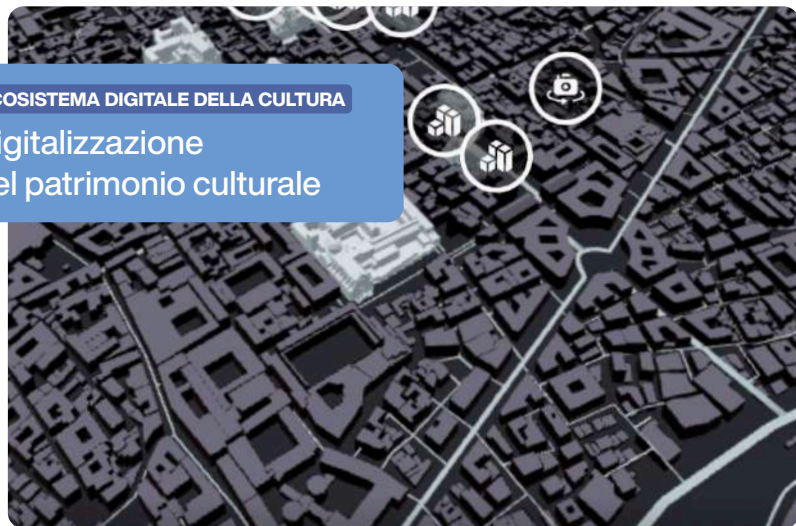 COSISTEMA DIGITALE DELLA CULTURA
igitalizzazione
el patrimonio culturale